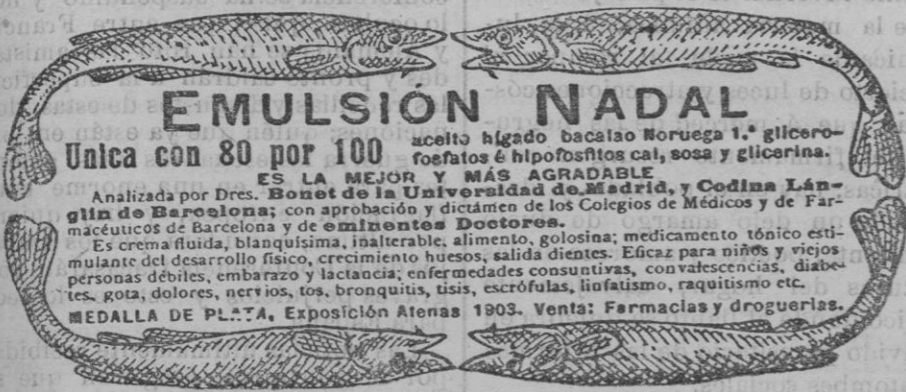 EMULSIÓN NADAL
Unica con 80 por 100 aceite hígado bacalao Noruega 1.ª glicero-
fosfatos é hipofosfitos cal, sosa y glicerina.
ES LA MEJOR Y MÁS AGRADABLE
Analizada por Dres. Bonet de la Universidad de Madrid, y Codina Lán-
glin de Barcelona; con aprobación y dictámen de los Colegios de Médicos y de Far-
macéuticos de Barcelona y de eminentes Doctores.
Es crema fluida, blanquísima, inalterable, alimento, golosina; medicamento tónico esti-
mulante del desarrollo físico, crecimiento huesos, salida dientes. Eficaz para niños y viejos
personas débiles, embarazo y lactancia; enfermedades consuntivas, convalescencias, diabe-
tes, gota, dolores, nervios, tos, bronquitis, tisis, escrófulas, linfatismo, raquitismo etc.
MEDALLA DE PLATA, Exposición Atenas 1903. Venta: Farmacias y droguerías.